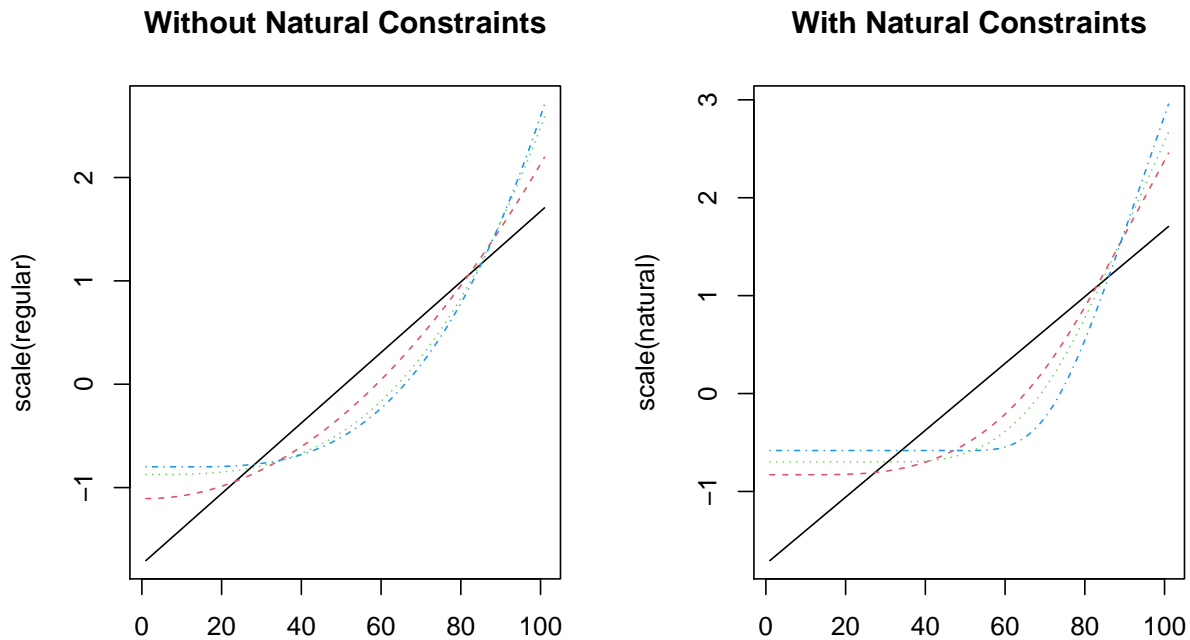 Without Natural Constraints
scale(regular)
2
1
0
−1
0 20 40 60 80 100
With Natural Constraints
scale(natural)
3
2
1
0
−1
0 20 40 60 80 100